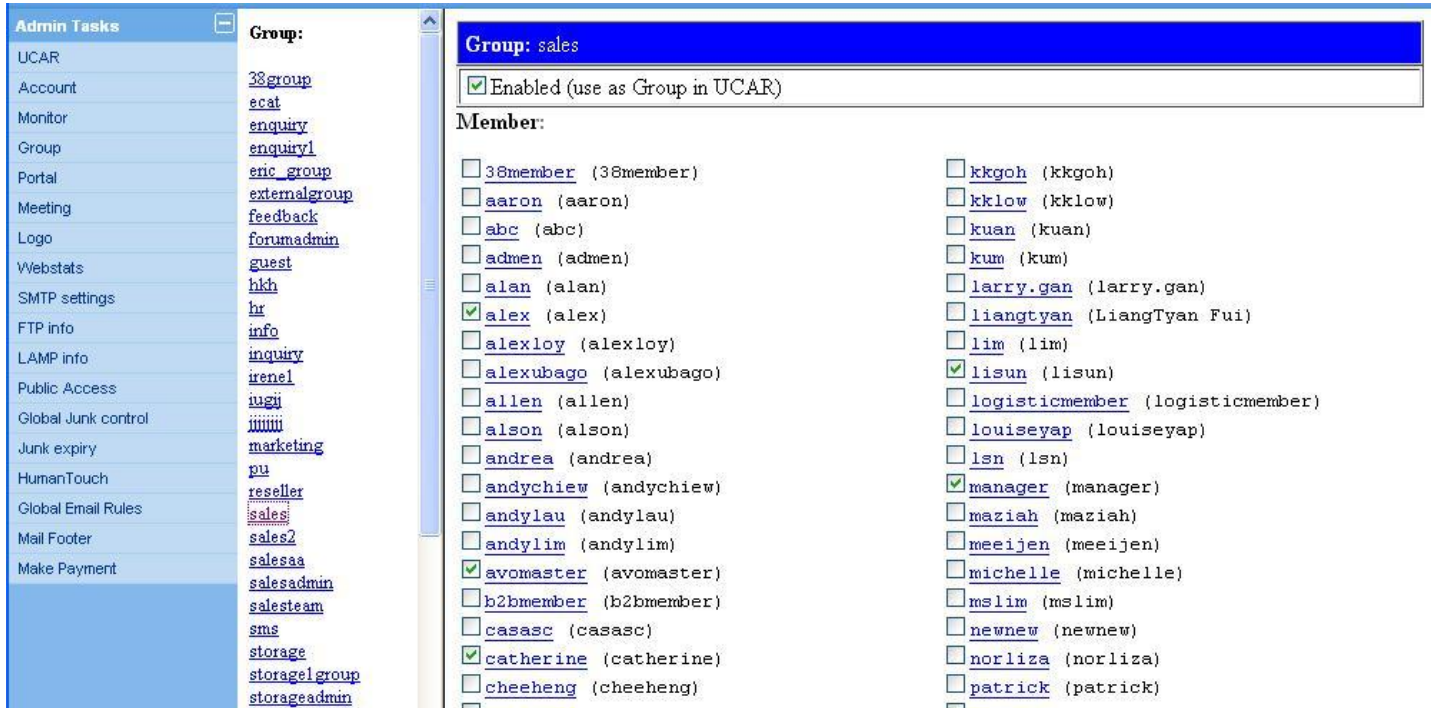 Admin Tasks
UCAR
Account
Monitor
Group
Portal
Meeting
Logo
Webstats
SMTP settings
FTP info
LAMP info
Public Access
Global Junk control
Junk expiry
HumanTouch
Global Email Rules
Mail Footer
Make Payment
Group:
38group
ecat
enquiry
enquiry1
eric_group
externalgroup
feedback
forumadmin
guest
hkh
hr
info
inquiry
irene1
iugij
marketing
pu
reseller
sales
sales2
salesaa
salesadmin
salesteam
sms
storage
storage1group
storageadmin
Group: sales
Enabled (use as Group in UCAR)
Member:
38member (38member)
aaron (aaron)
abc (abc)
admen (admen)
alan (alan)
alex (alex)
alexloy (alexloy)
alexubago (alexubago)
allen (allen)
alson (alson)
andrea (andrea)
andychiew (andychiew)
andylau (andylau)
andylim (andylim)
avomaster (avomaster)
b2bmember (b2bmember)
casasc (casasc)
catherine (catherine)
cheeheng (cheeheng)
kkgoh (kkgoh)
kklow (kklow)
kuan (kuan)
kum (kum)
larry.gan (larry.gan)
liangtyan (LiangTyan Fui)
lim (lim)
lisun (lisun)
logisticmember (logisticmember)
louiseyap (louiseyap)
lsn (lsn)
manager (manager)
maziah (maziah)
meeijen (meeijen)
michelle (michelle)
mslim (mslim)
newnew (newnew)
norliza (norliza)
patrick (patrick)